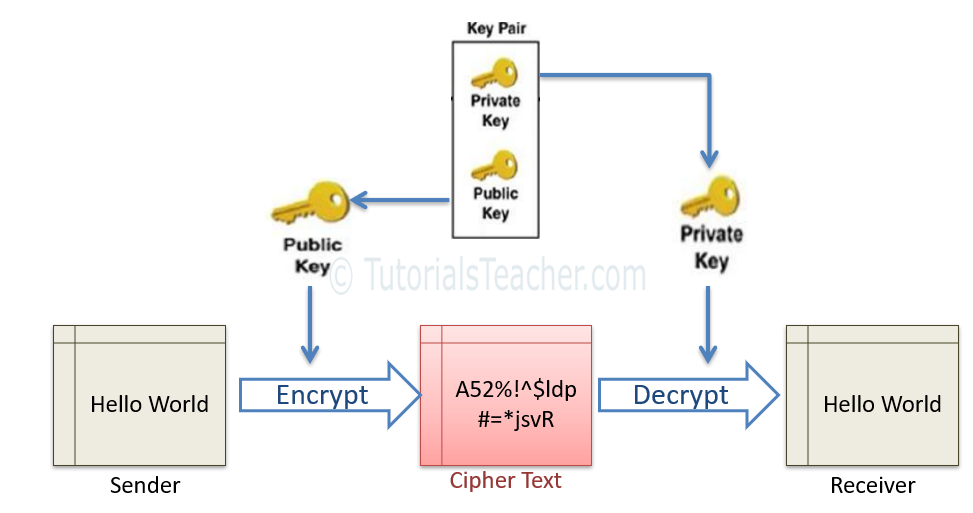 Key Pair
Private
Key
Public
Key
Public
Key
Private
Key
© TutorialsTeacher.com
Hello World
Encrypt
A52%!^$ldp
#=*jsvR
Decrypt
Hello World
Sender
Cipher Text
Receiver